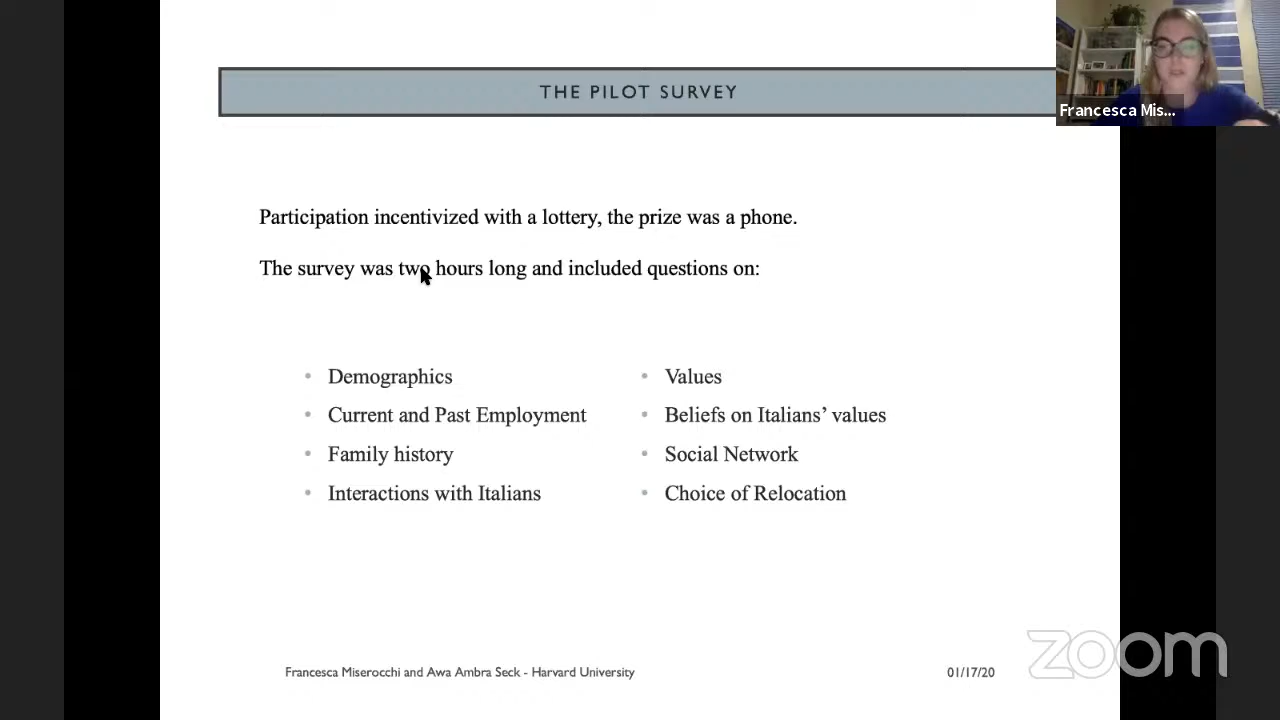 THE PILOT SURVEY
Francesca Mis...
Participation incentivized with a lottery, the prize was a phone.
The survey was two hours long and included questions on:
• Demographics
• Current and Past Employment
• Family history
• Interactions with Italians
• Values
• Beliefs on Italians’ values
• Social Network
• Choice of Relocation
Francesca Miserocchi and Awa Ambra Seck - Harvard University
01/17/20
zoom